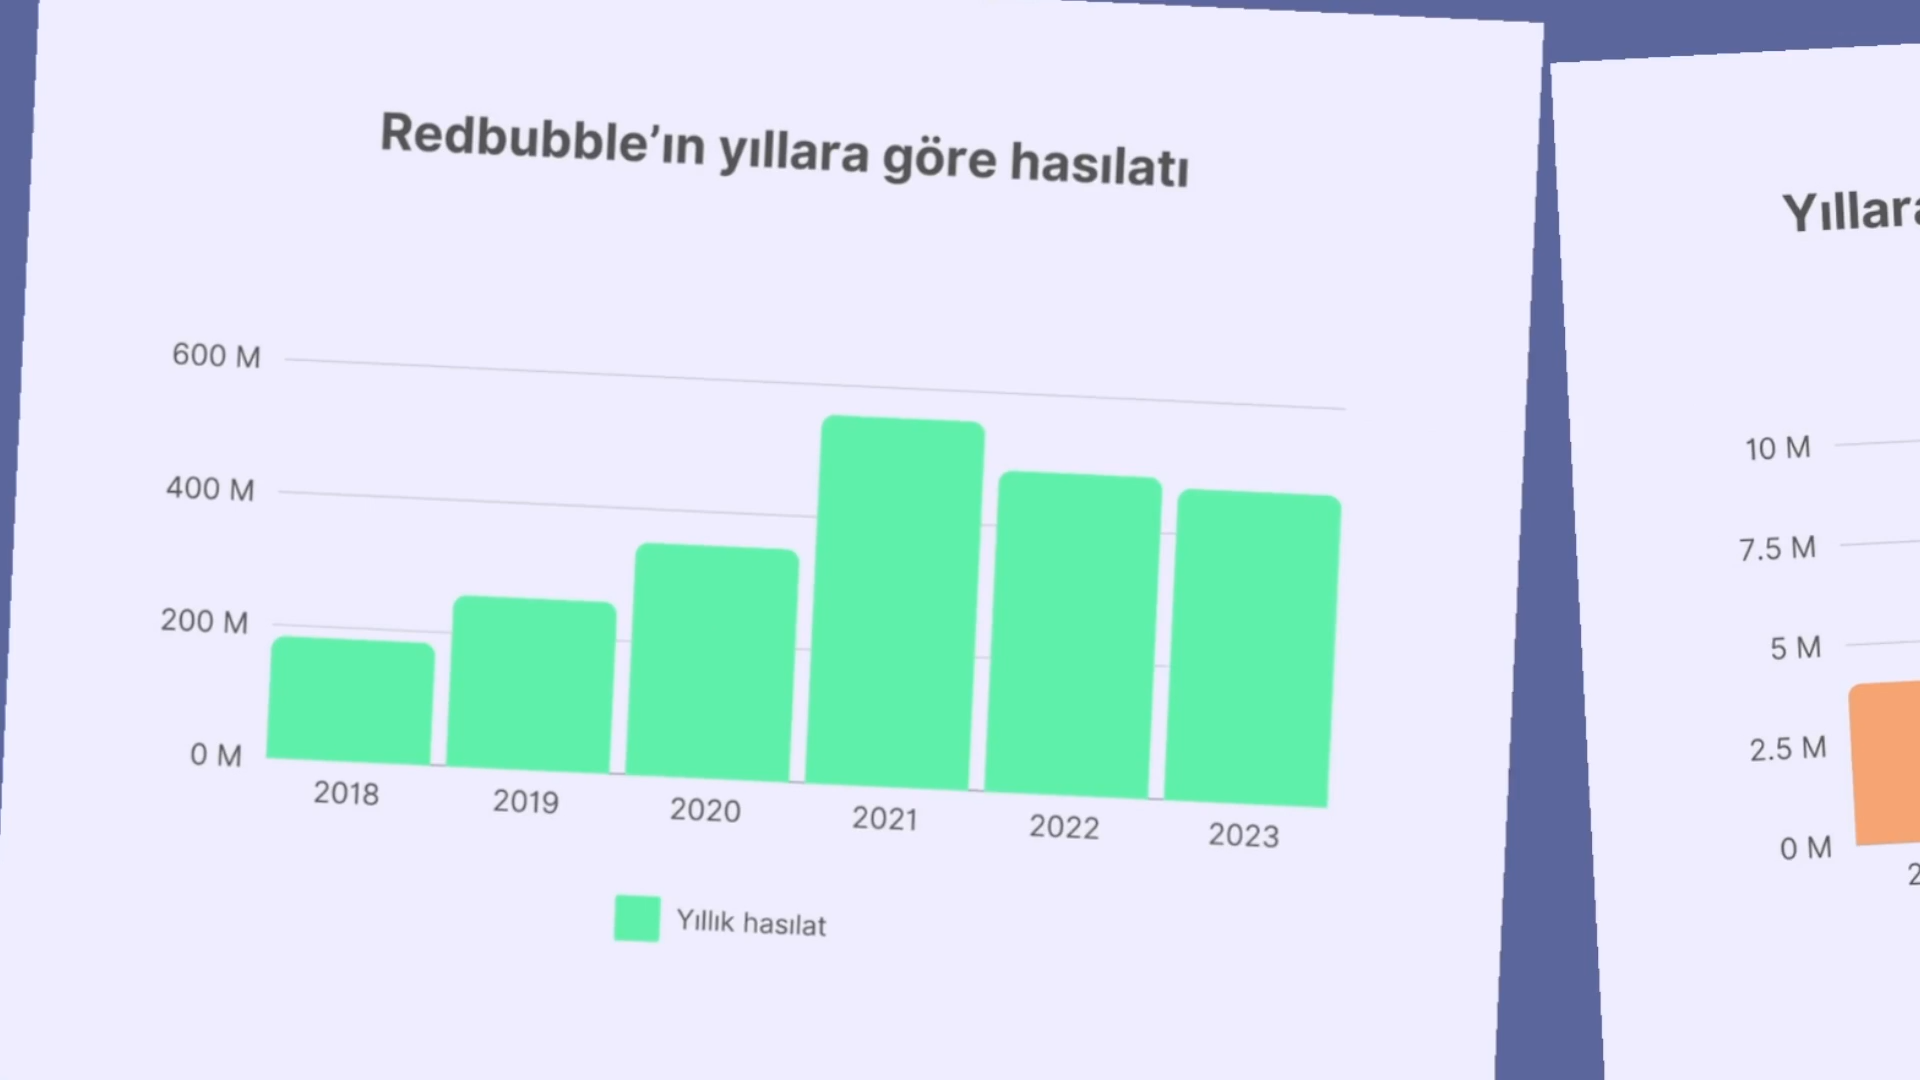 Redbubble’ın yıllara göre hasılatı
600 M
400 M
200 M
0 M
2018
2019
2020
2021
2022
2023
Yıllık hasılat
10 M
7.5 M
5 M
2.5 M
0 M